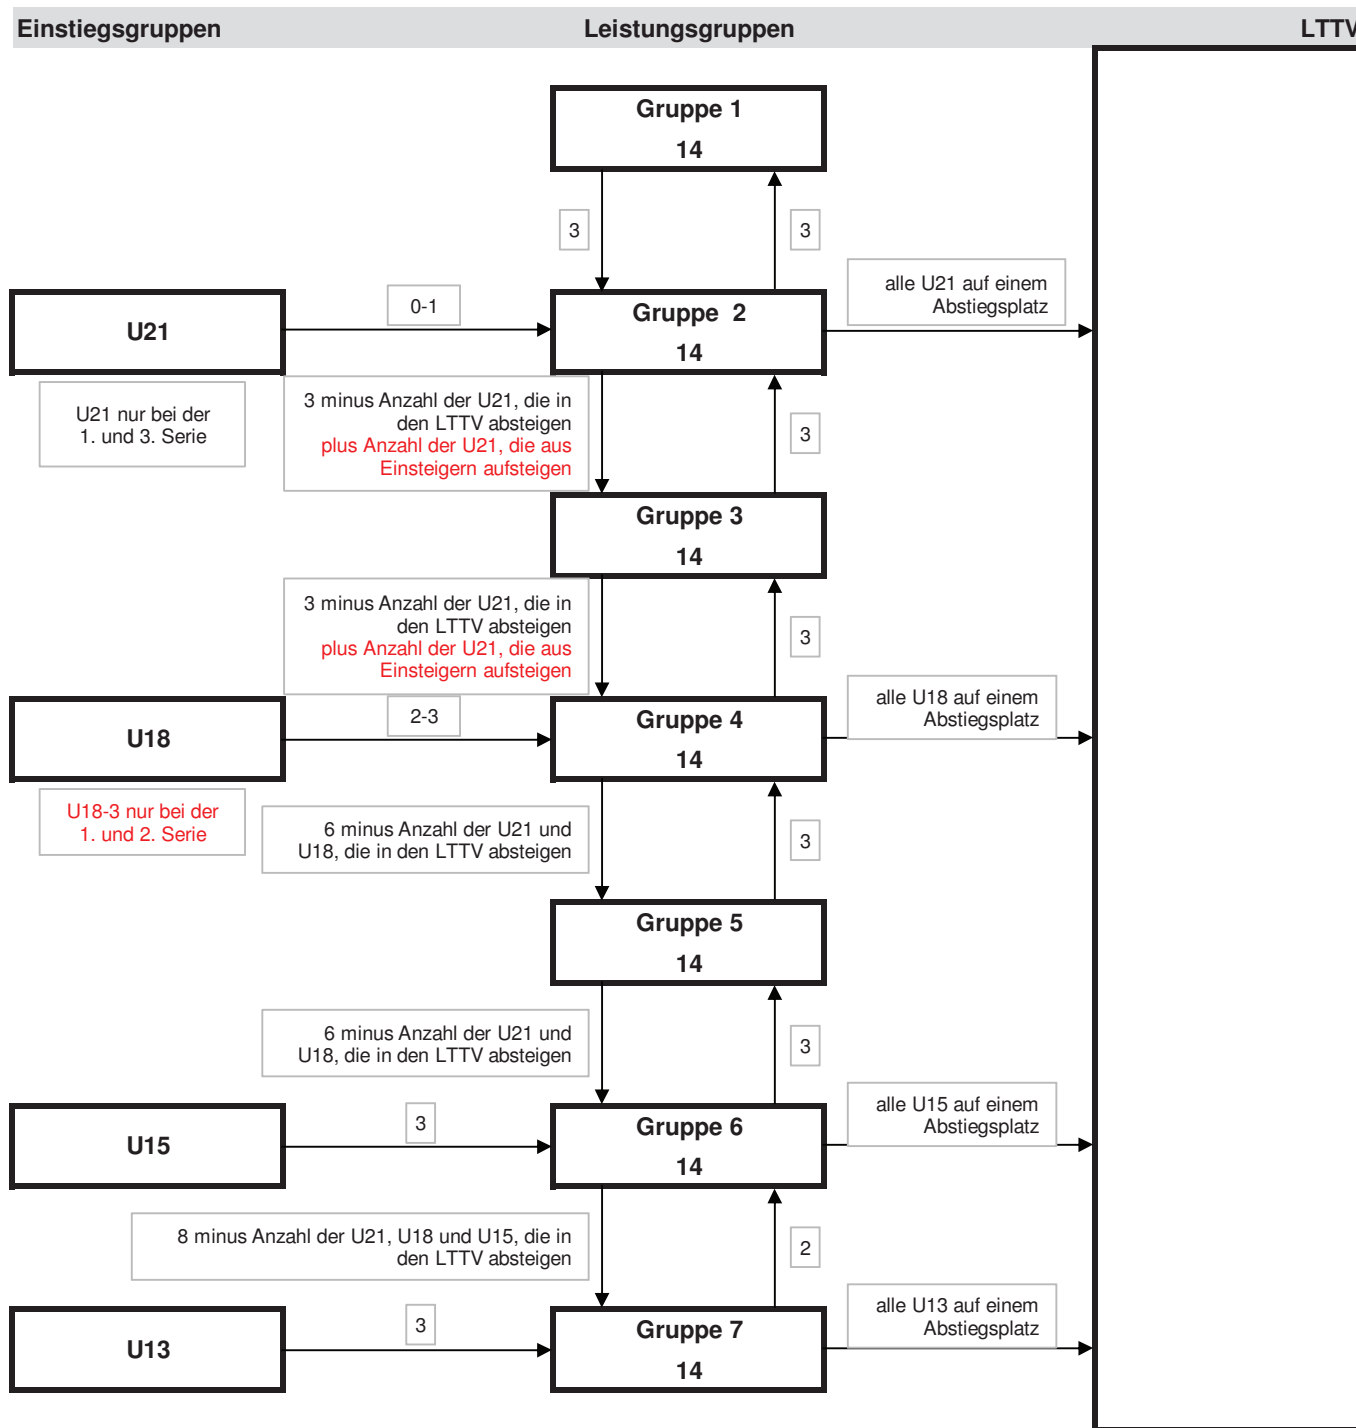 Einstiegsgruppen Leistungsgruppen LTTV
Gruppe 1
14
3 3
alle U21 auf einem
Abstiegsplatz
U21
0-1
Gruppe 2
14
U21 nur bei der
1. und 3. Serie
3 minus Anzahl der U21, die in
den LTTV absteigen
plus Anzahl der U21, die aus
Einsteigern aufsteigen
3
Gruppe 3
14
3 minus Anzahl der U21, die in
den LTTV absteigen
plus Anzahl der U21, die aus
Einsteigern aufsteigen
3
alle U18 auf einem
Abstiegsplatz
U18
2-3
Gruppe 4
14
U18-3 nur bei der
1. und 2. Serie
6 minus Anzahl der U21 und
U18, die in den LTTV absteigen
3
Gruppe 5
14
6 minus Anzahl der U21 und
U18, die in den LTTV absteigen
3
alle U15 auf einem
Abstiegsplatz
U15
3
Gruppe 6
14
8 minus Anzahl der U21, U18 und U15, die in
den LTTV absteigen
2
alle U13 auf einem
Abstiegsplatz
U13
3
Gruppe 7
14